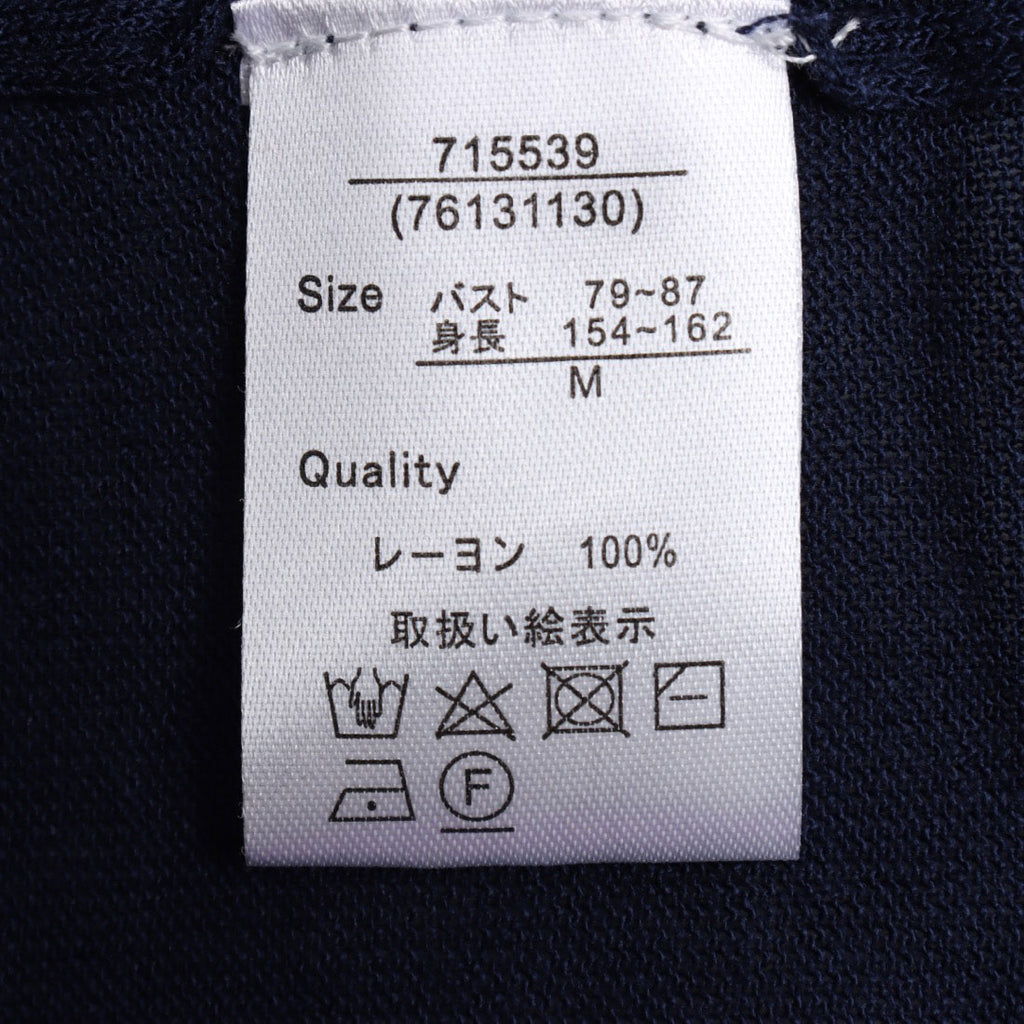 715539
(76131130)
Size バスト 79~87
身長 154~162
M
Quality
レーヨン 100%
取扱い絵表示
F